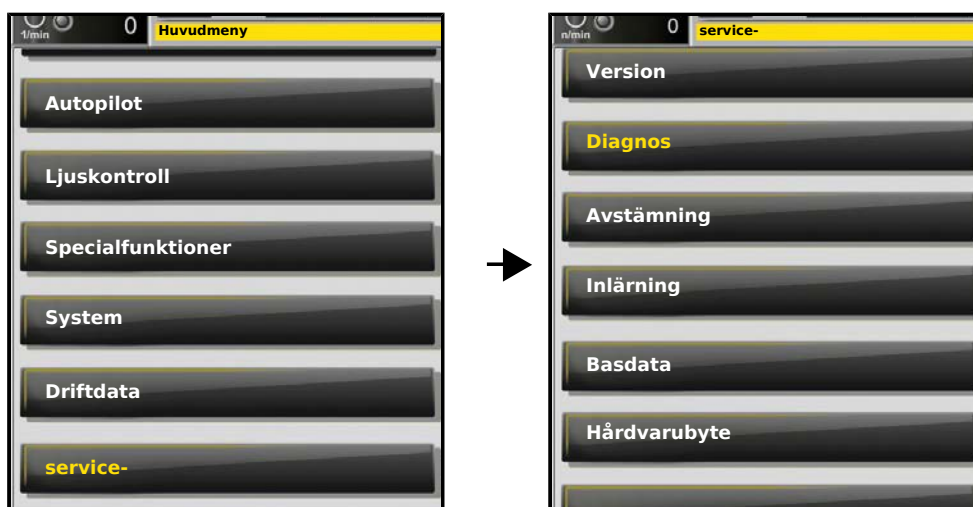 1/min 0 Huvudmeny
Autopilot
Ljuskontroll
Specialfunktioner
System
Driftdata
service-
n/min 0 service-
Version
Diagnos
Avstämning
Inlärning
Basdata
Hårdvarubyte